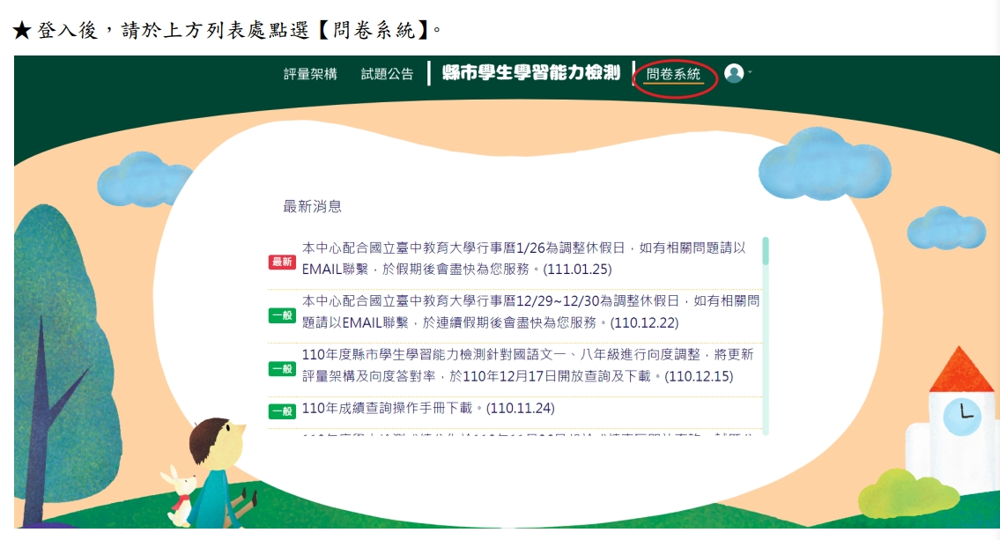 ★登入後，請於上方列表處點選【問卷系統】。
評量架構 試題公告 縣市學生學習能力檢測 問卷系統
最新消息
最新 本中心配合國立臺中教育大學行事曆1/26為調整休假日，如有相關問題請以
EMAIL聯繫，於假期後會盡快為您服務。(111.01.25)
一般 本中心配合國立臺中教育大學行事曆12/29~12/30為調整休假日，如有相關問
題請以EMAIL聯繫，於連續假期後會盡快為您服務。(110.12.22)
一般 110年度縣市學生學習能力檢測針對國語文一、八年級進行向度調整，將更新
評量架構及向度答對率，於110年12月17日開放查詢及下載。(110.12.15)
一般 110年成績查詢操作手冊下載。(110.11.24)